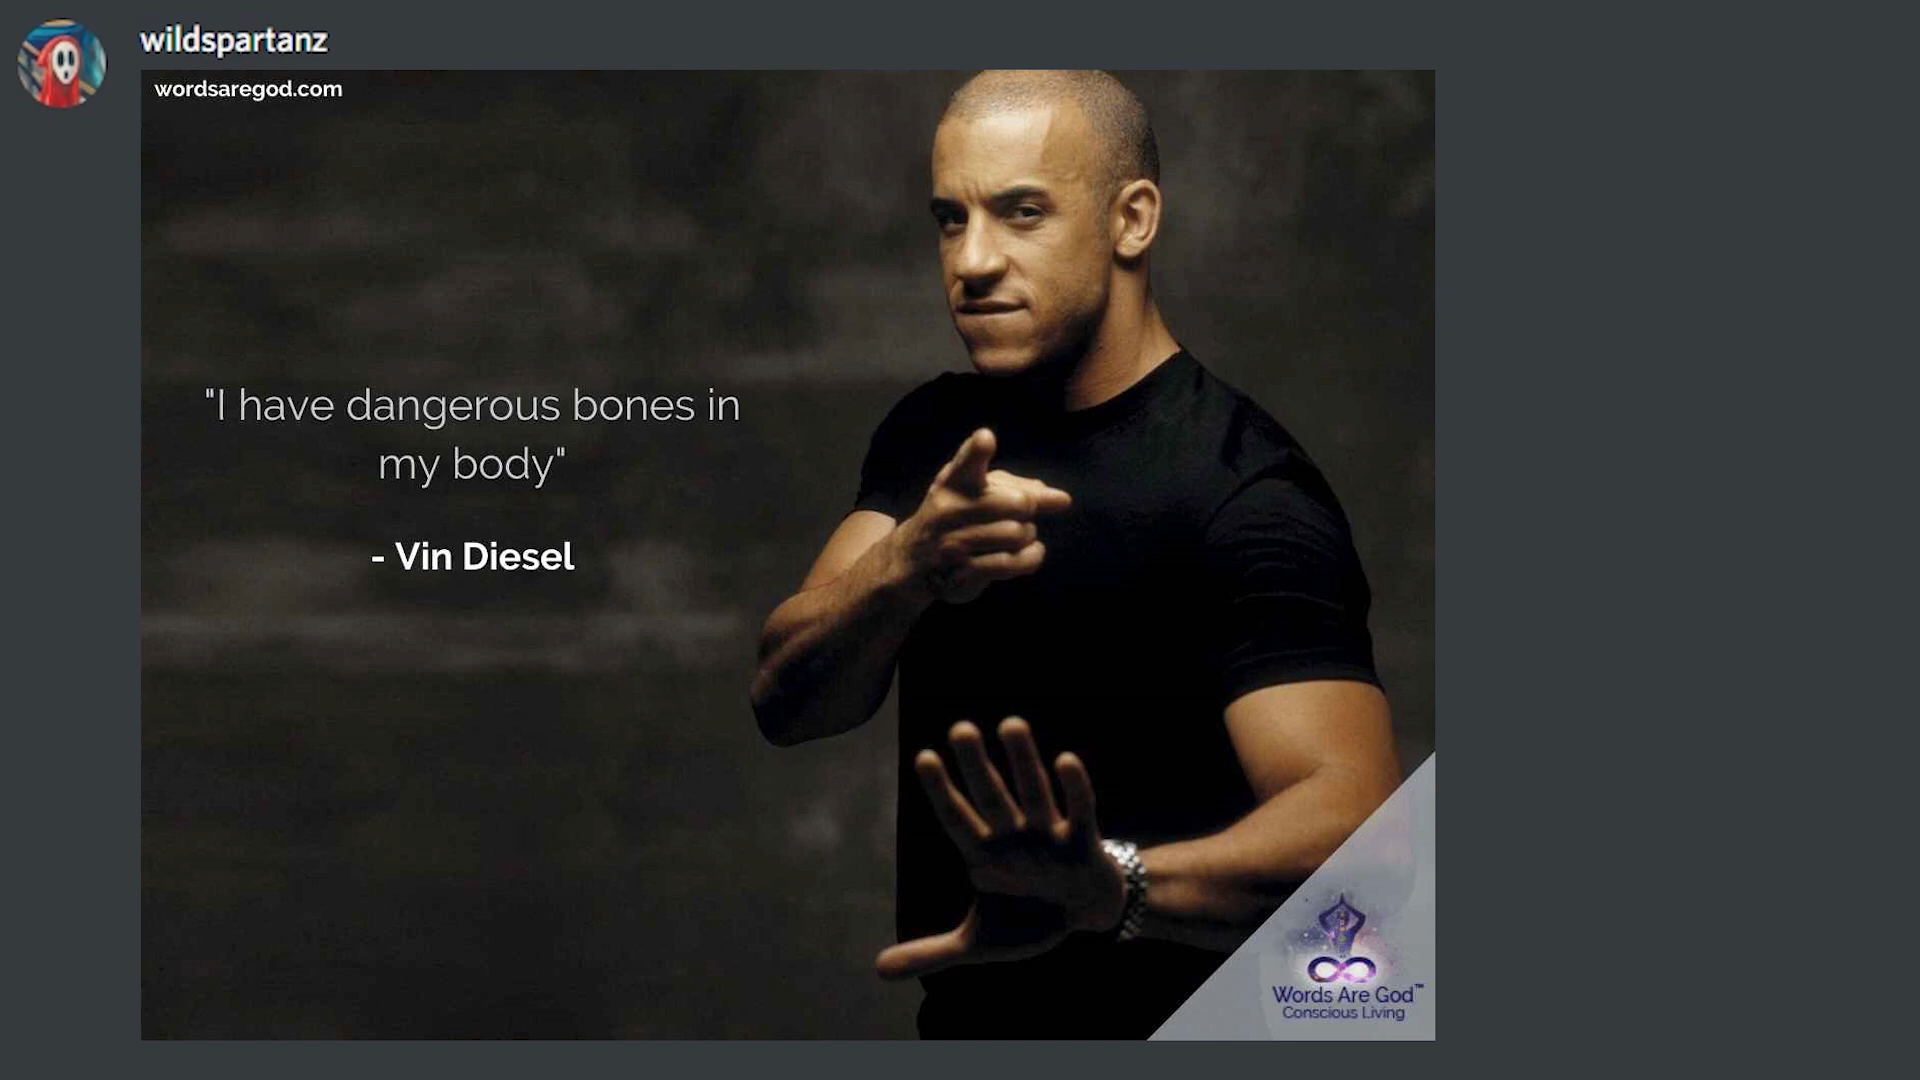 wildspartanz
wordsaregod.com
"I have dangerous bones in
my body"
- Vin Diesel
Words Are God™
Conscious Living